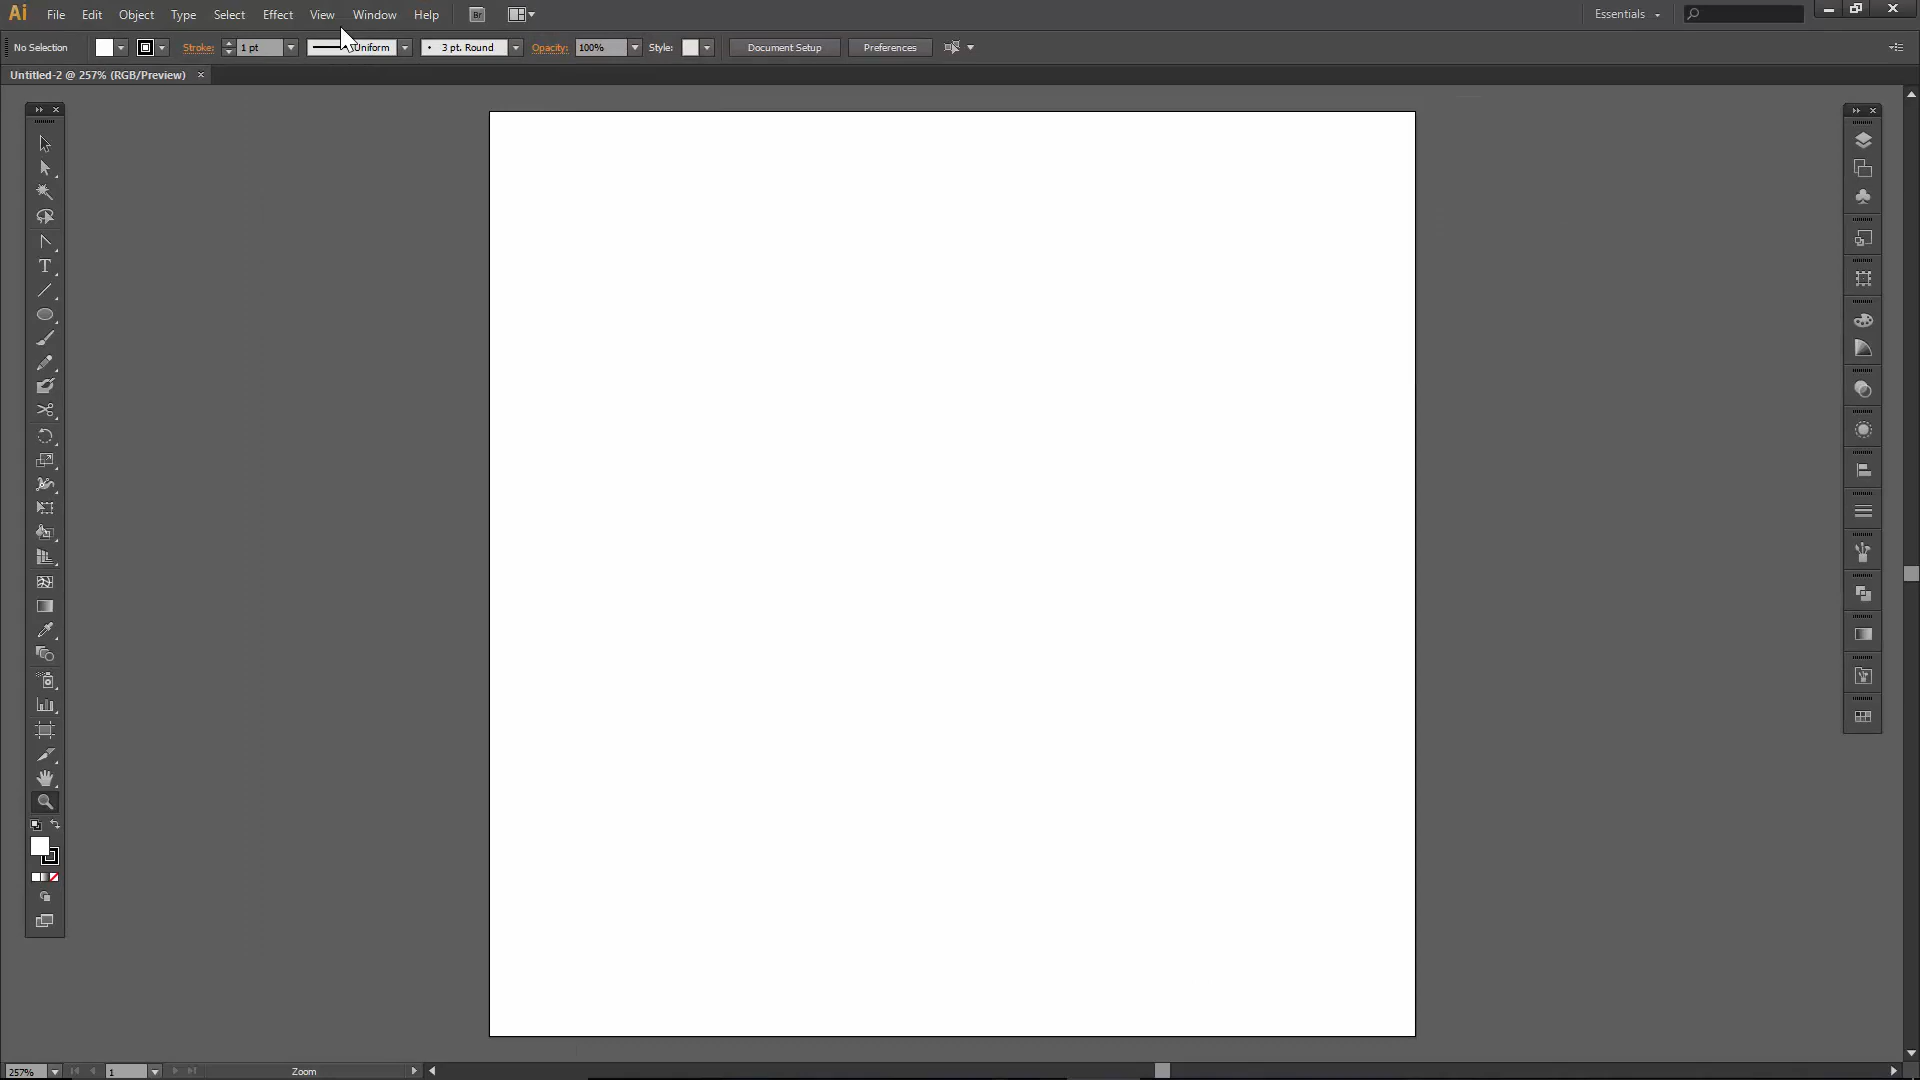 Ai File Edit Object Type Select Effect View Window Help Br Essentials
No Selection Stroke: 1 pt Uniform 3 pt. Round Opacity: 100% Style: Document Setup Preferences
Untitled-2 @ 257% (RGB/Preview) ×
T
257% 1 Zoom